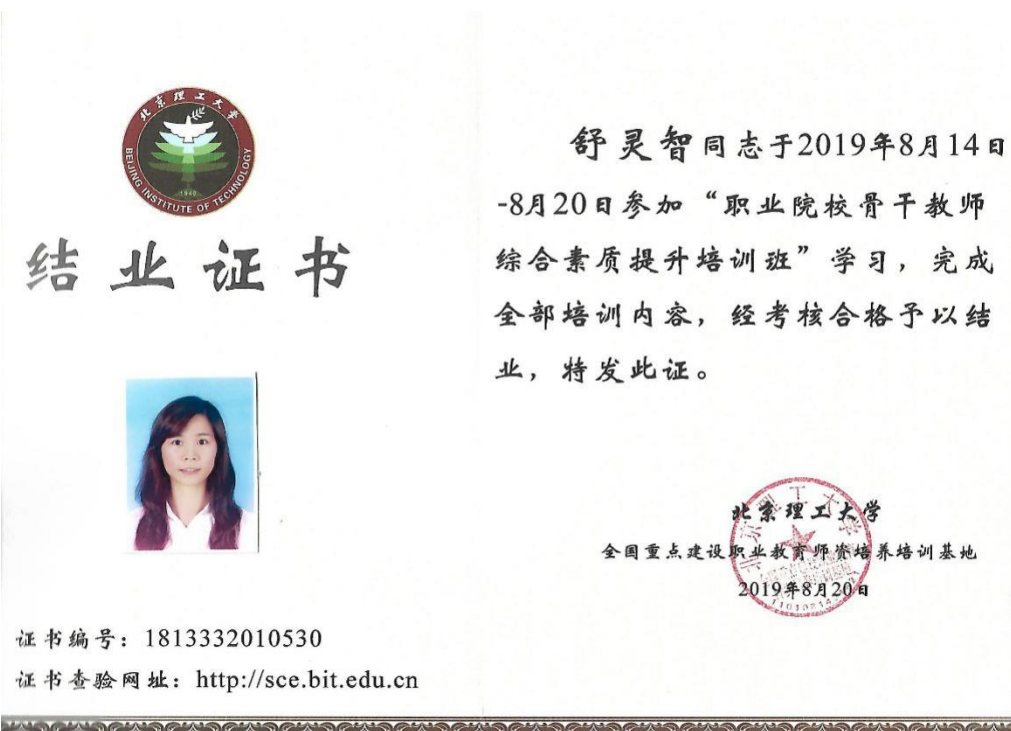 北京理工大学
BEIJING INSTITUTE OF TECHNOLOGY
1940
结业证书
证书编号：1813332010530
证书查验网址：http://sce.bit.edu.cn
舒灵智同志于2019年8月14日
-8月20日参加“职业院校骨干教师
综合素质提升培训班”学习，完成
全部培训内容，经考核合格予以结
业，特发此证。
北京理工大学
全国重点建设职业教育师资培养培训基地
2019年8月20日
北京理工大学